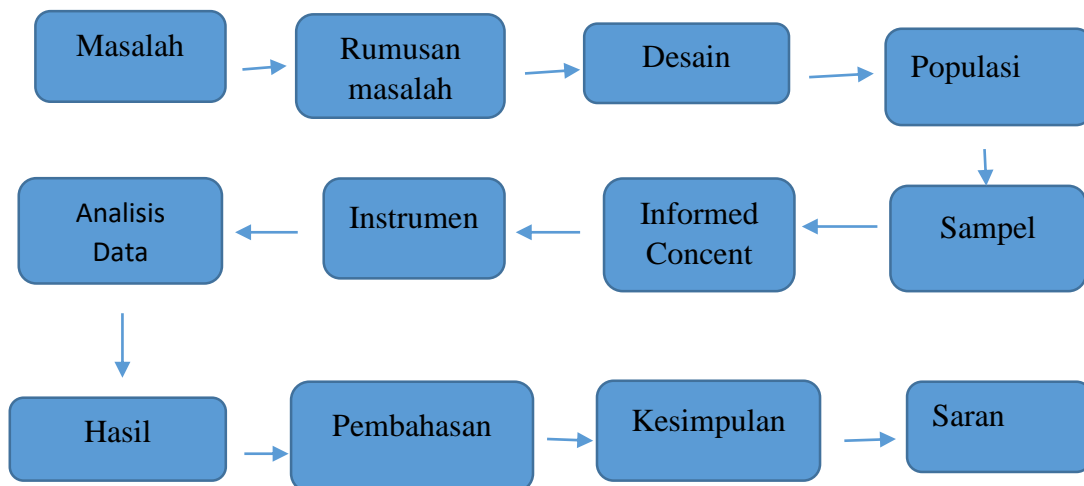 Masalah
Rumusan
masalah
Desain
Populasi
Analisis
Data
Instrumen
Informed
Concent
Sampel
Hasil
Pembahasan
Kesimpulan
Saran